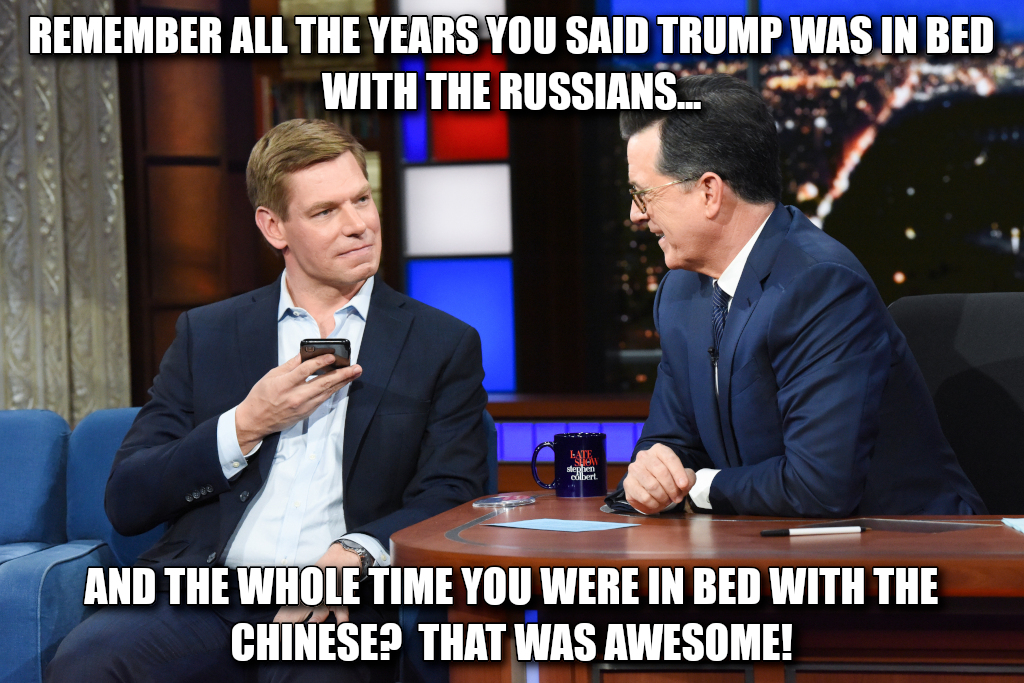 REMEMBER ALL THE YEARS YOU SAID TRUMP WAS IN BED
WITH THE RUSSIANS...
LATE
SHOW
stephen
colbert.
AND THE WHOLE TIME YOU WERE IN BED WITH THE
CHINESE? THAT WAS AWESOME!